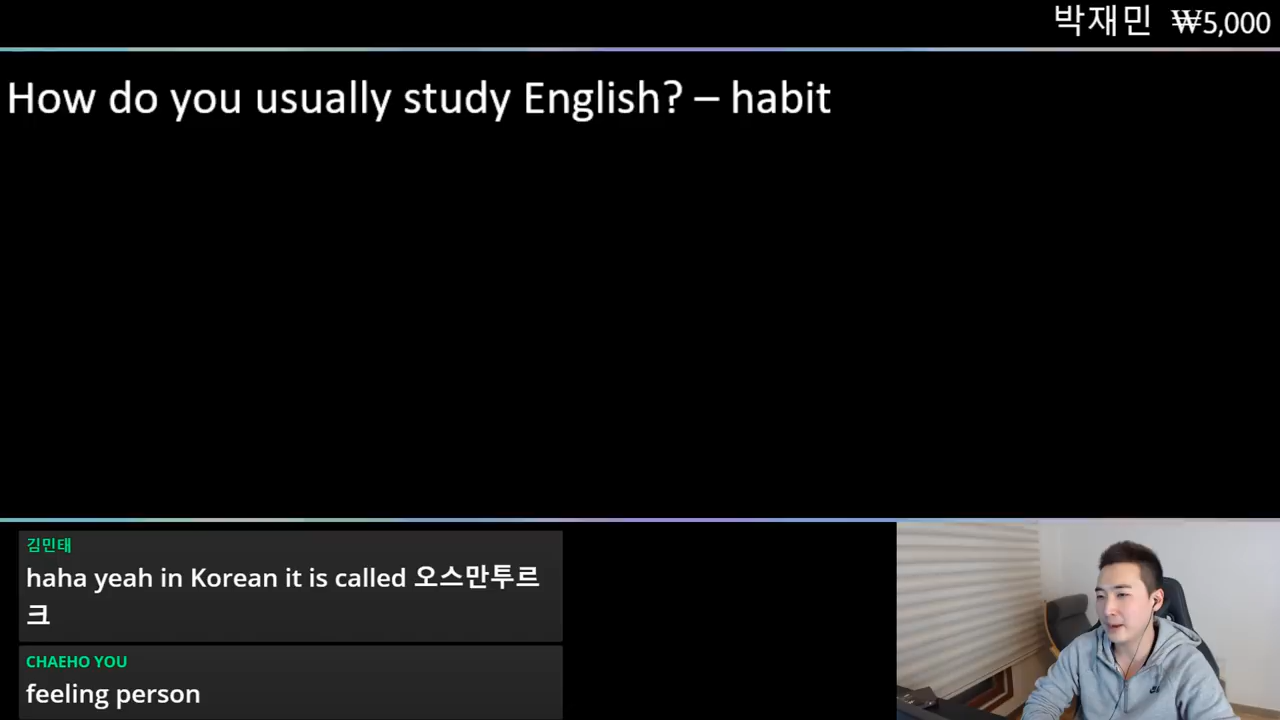 박재민 ₩5,000
How do you usually study English? – habit
김민태
haha yeah in Korean it is called 오스만투르
크
CHAEHO YOU
feeling person